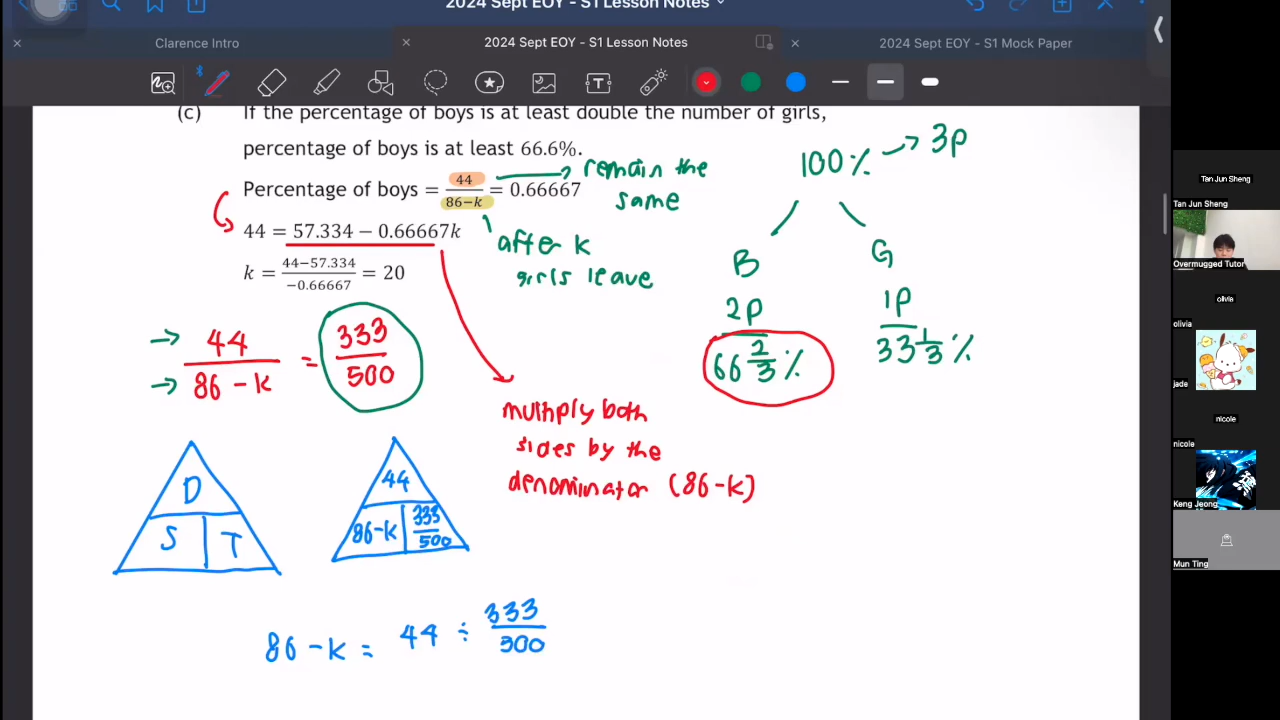 2024 Sept EOY - S1 Lesson Notes
Clarence Intro
2024 Sept EOY - S1 Lesson Notes
2024 Sept EOY - S1 Mock Paper
(c) If the percentage of boys is at least double the number of girls,
percentage of boys is at least 66.6%.
Percentage of boys = 44/86−k = 0.66667
44 = 57.334 − 0.66667k
k = 44−57.334/−0.66667 = 20
remain the
same
after k
girls leave
100% → 3p
B
G
2p
1p
66 2/3 %
33 1/3 %
44/86 − k = 333/500
multiply both
sides by the
denominator (86-k)
D
S T
44
86-k 333/500
86 - k = 44 ÷ 333/500
Tan Jun Sheng
Tan Jun Sheng
Overmugged Tutor
olivia
olivia
jade
nicole
nicole
Keng Jeong
Mun Ting